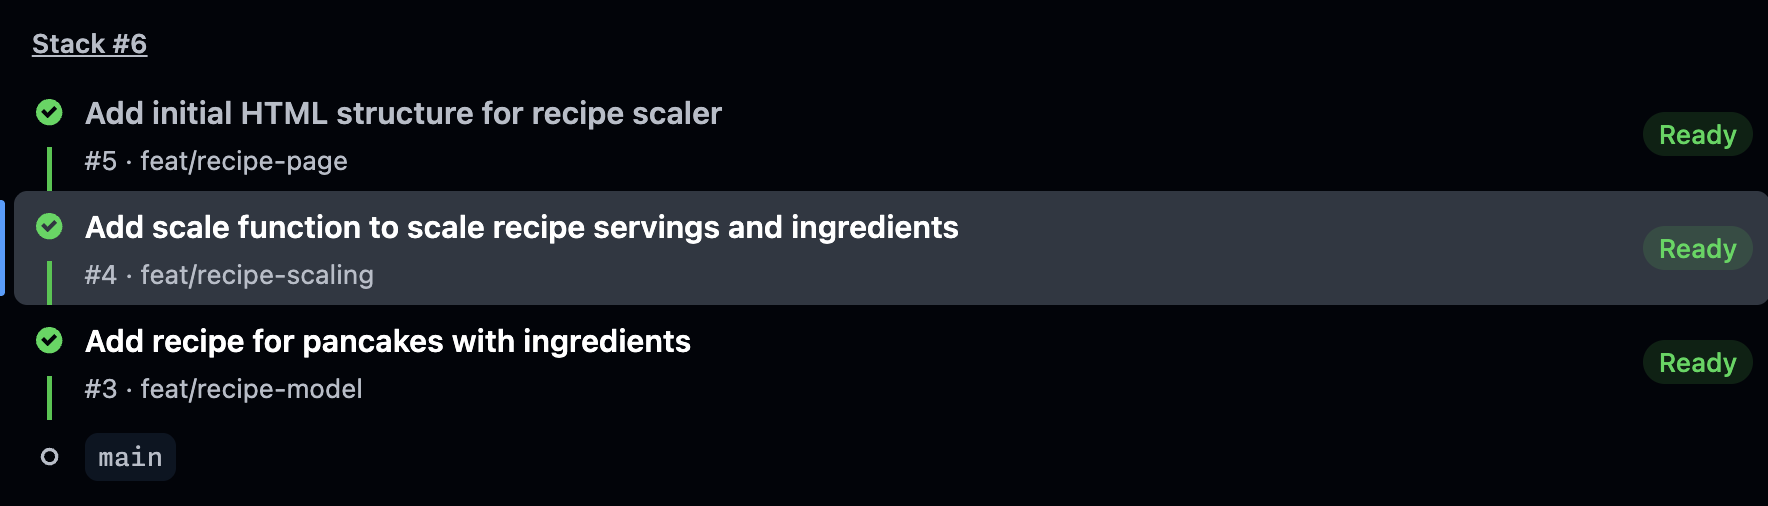 Stack #6
Add initial HTML structure for recipe scaler
#5 · feat/recipe-page
Ready
Add scale function to scale recipe servings and ingredients
#4 · feat/recipe-scaling
Ready
Add recipe for pancakes with ingredients
#3 · feat/recipe-model
Ready
main